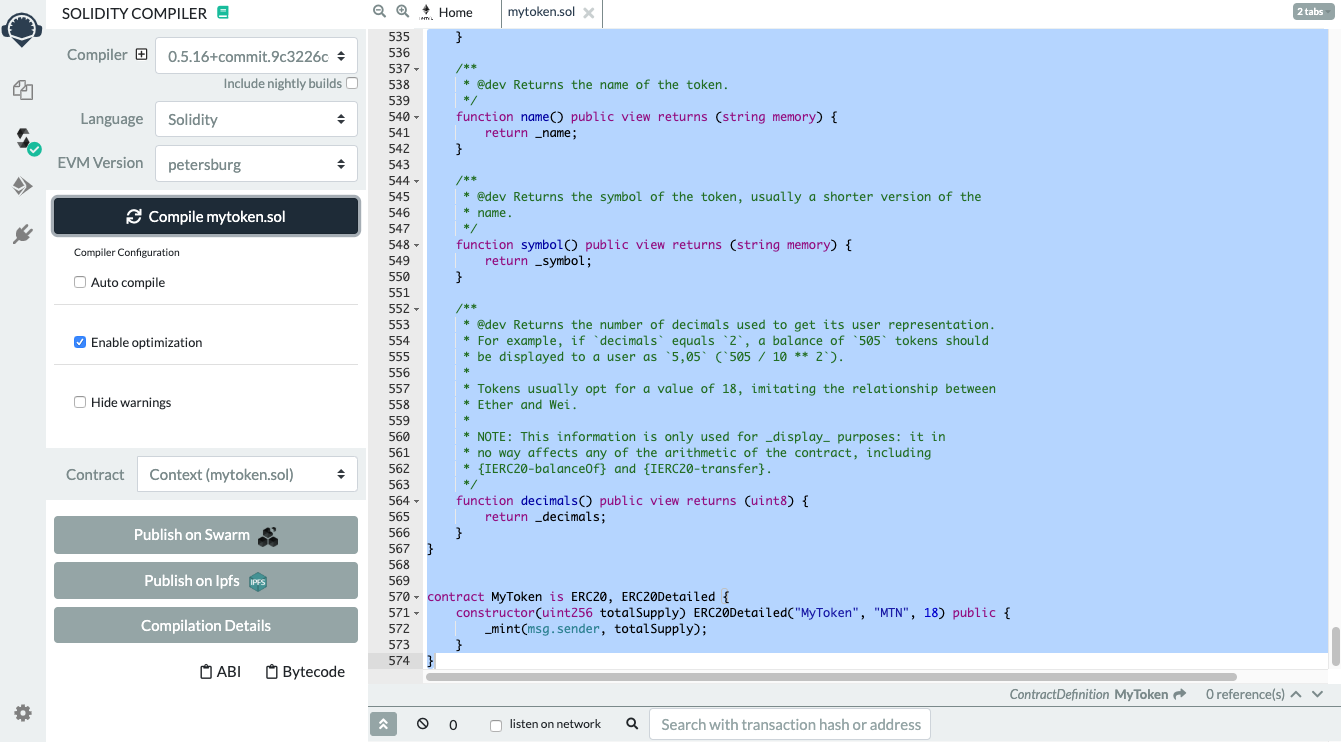 SOLIDITY COMPILER
Compiler
0.5.16+commit.9c3226c
Include nightly builds
Language
Solidity
EVM Version
petersburg
Compile mytoken.sol
Compiler Configuration
Auto compile
Enable optimization
Hide warnings
Contract
Context (mytoken.sol)
Publish on Swarm
Publish on Ipfs
IPFS
Compilation Details
ABI
Bytecode
Home
mytoken.sol
2 tabs
535 }
536
537 /**
538 * @dev Returns the name of the token.
539 */
540 function name() public view returns (string memory) {
541 return _name;
542 }
543
544 /**
545 * @dev Returns the symbol of the token, usually a shorter version of the
546 * name.
547 */
548 function symbol() public view returns (string memory) {
549 return _symbol;
550 }
551
552 /**
553 * @dev Returns the number of decimals used to get its user representation.
554 * For example, if `decimals` equals `2`, a balance of `505` tokens should
555 * be displayed to a user as `5,05` (`505 / 10 ** 2`).
556 *
557 * Tokens usually opt for a value of 18, imitating the relationship between
558 * Ether and Wei.
559 *
560 * NOTE: This information is only used for _display_ purposes: it in
561 * no way affects any of the arithmetic of the contract, including
562 * {IERC20-balanceOf} and {IERC20-transfer}.
563 */
564 function decimals() public view returns (uint8) {
565 return _decimals;
566 }
567 }
568
569
570 contract MyToken is ERC20, ERC20Detailed {
571 constructor(uint256 totalSupply) ERC20Detailed("MyToken", "MTN", 18) public {
572 _mint(msg.sender, totalSupply);
573 }
574 }
ContractDefinition MyToken 0 reference(s)
0
listen on network
Search with transaction hash or address